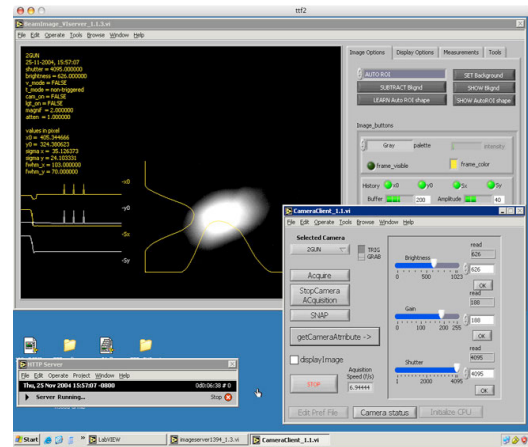 ttf2
BeamImage_VIserver_1.1.3.vi
File Edit Operate Tools Browse Window Help
2GUN
25-11-2004, 15:57:07
shutter = 4095.000000
brightness = 626.000000
v_mode = FALSE
t_mode = non-triggered
cam_on = FALSE
lgt_on = FALSE
magnif = 2.000000
atten = 1.000000
values in pixel
x0 = 405.344666
y0 = 324.380623
sigma x = 35.126373
sigma y = 24.103331
fwhm_x = 103.000000
fwhm_y = 70.000000
-x0
-y0
-Sx
-Sy
Image Options Display Options Measurements Tools
AUTO ROI SET Background
SUBTRACT Bkgnd SHOW Bkgnd
LEARN Auto ROI shape SHOW AutoROI shape
Image_buttons
Gray palette intensity
frame_visible frame_color
History x0 y0 Sx Sy
Buffer 200 Amplitude 40
CameraClient_1.1.vi
File Edit Operate Tools Browse Window Help
Selected Camera
2GUN
TRIG
GRAB
Acquire
StopCamera
ACquisition
SNAP
getCameraAttribute ->
displayImage
STOP
Aquisition
Speed (f/s)
6.94444
Brightness
read
626
626
0 500 1023
OK
Gain
read
188
188
0 100 200 255
OK
Shutter
read
4095
4095
1 2000 4095
OK
Edit Pref File Camera status Initialize CPU
HTTP Server
File Edit Operate Project Window Help
Thu, 25 Nov 2004 15:57:07 -0800 0d0:06:38 # 0
Server Running... Stop
Start LabVIEW imageserver1394_1.3.vi CameraClient_1.1.vi